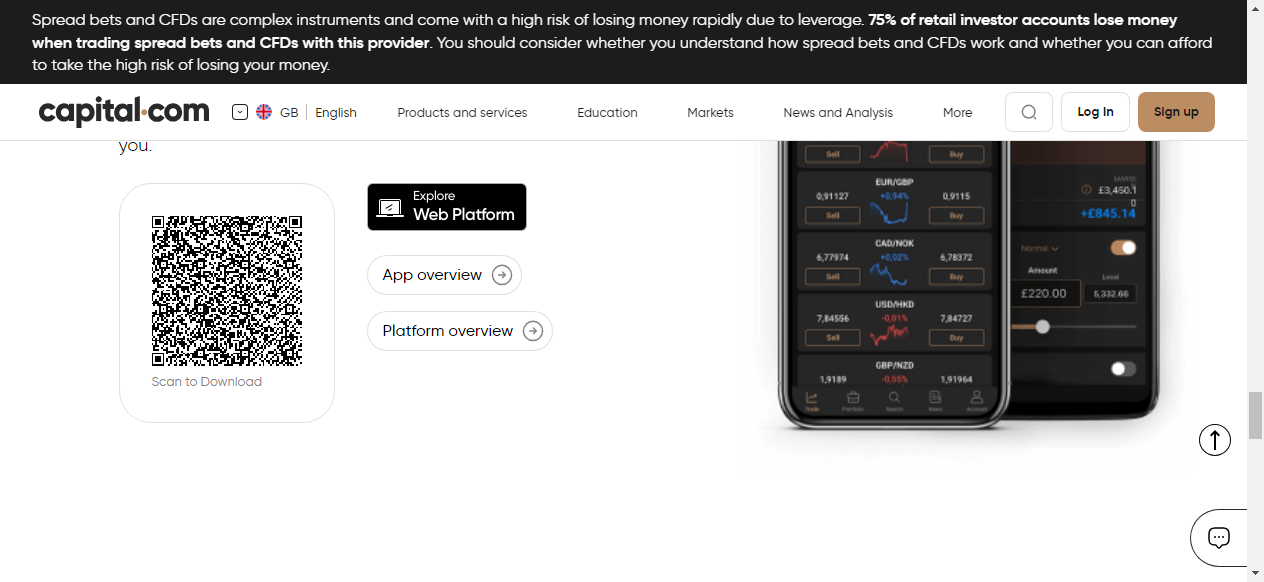 Spread bets and CFDs are complex instruments and come with a high risk of losing money rapidly due to leverage. 75% of retail investor accounts lose money
when trading spread bets and CFDs with this provider. You should consider whether you understand how spread bets and CFDs work and whether you can afford
to take the high risk of losing your money.
capital.com
GB English
Products and services
Education
Markets
News and Analysis
More
Log In
Sign up
you.
Scan to Download
Explore
Web Platform
App overview
Platform overview
Sell Buy
EUR/GBP
0,91127 +0,94% 0,9115
Sell Buy
CAD/NOK
6,77974 +0,02% 6,78372
Sell Buy
USD/HKD
7,84556 -0,01% 7,84727
Sell Buy
GBP/NZD
1,9189 -0,55% 1,91964
Trade Portfolio Search News Account
£3,450.1
0
+£845.14
Normal
Amount Level
£220.00 5,332.66